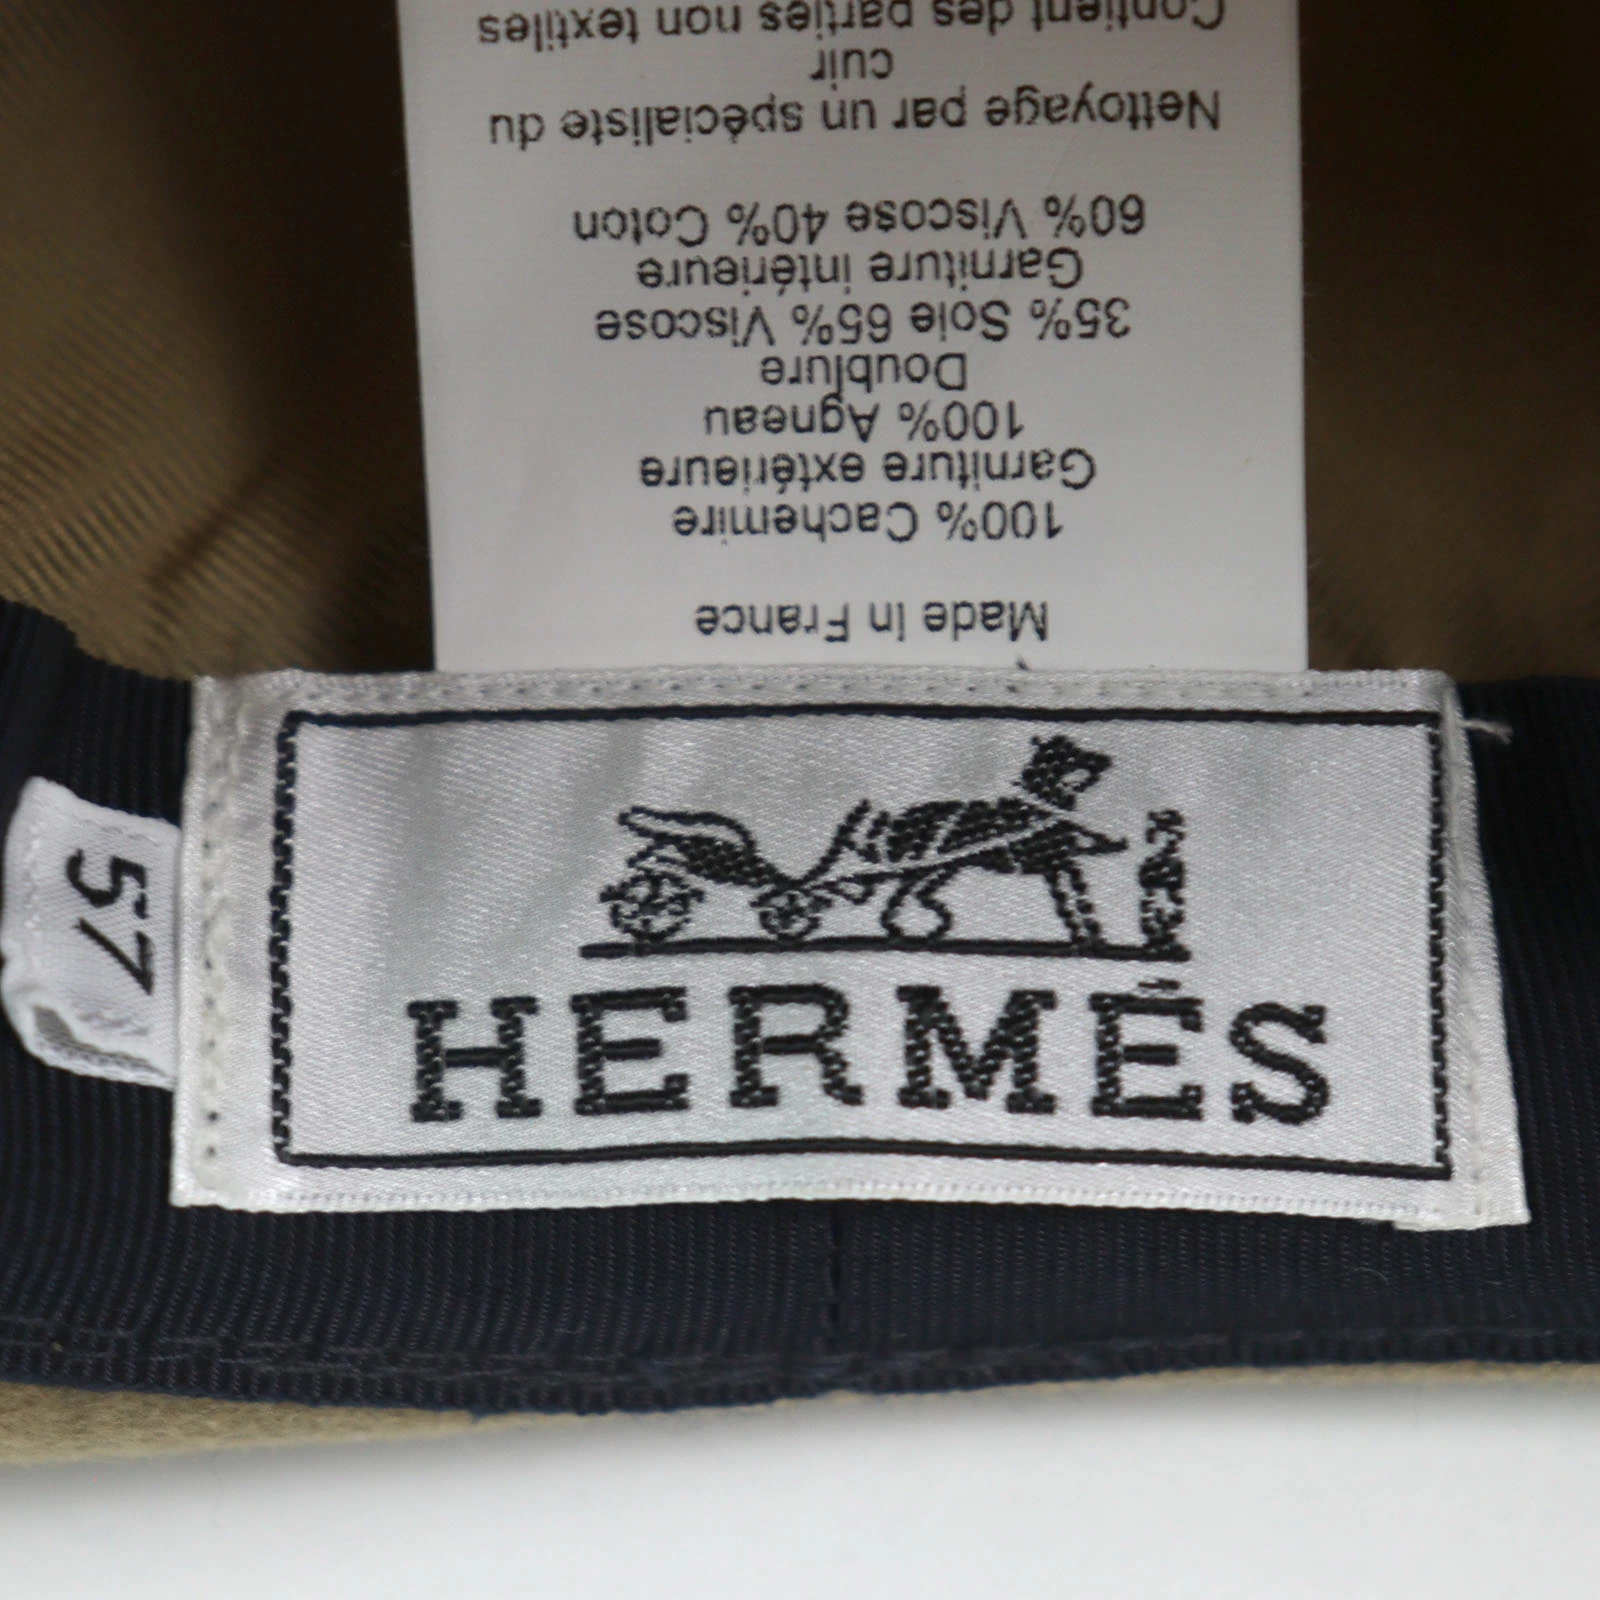 Made in France
100% Cachemire
Garniture extérieure
100% Agneau
Doublure
35% Soie 65% Viscose
Garniture intérieure
60% Viscose 40% Coton
Nettoyage par un spécialiste du
cuir
Contient des parties non textiles
57
HERMÈS